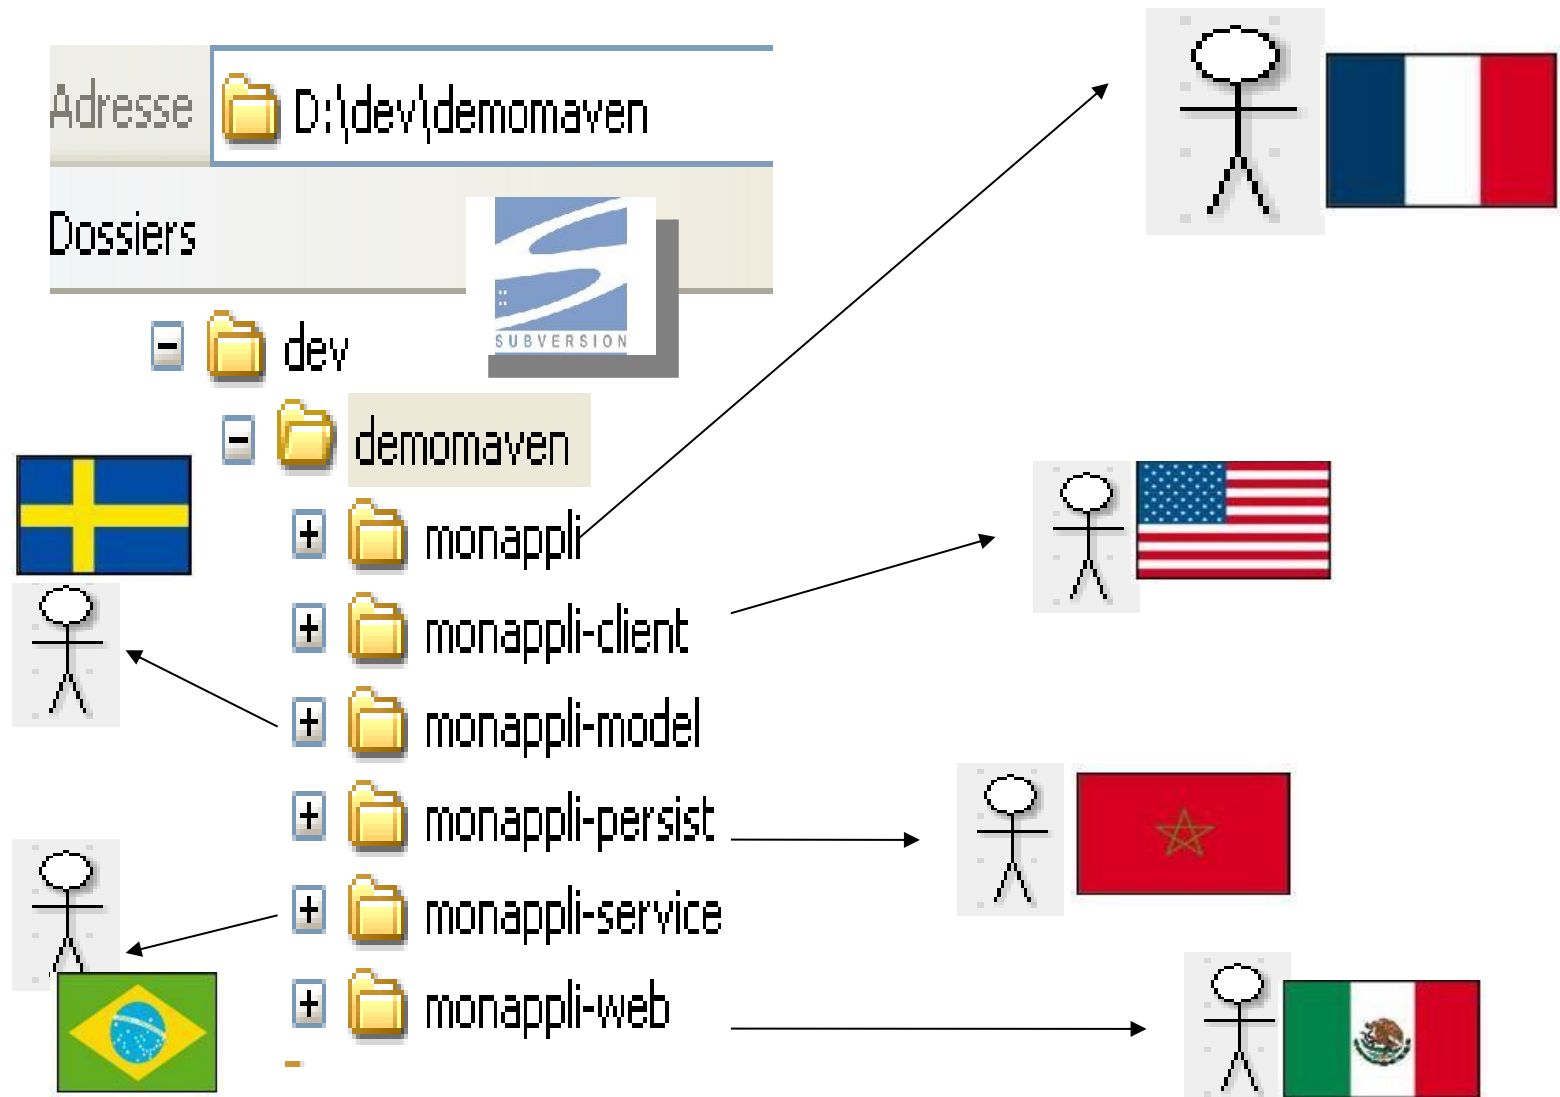 Adresse D:\dev\demomaven
Dossiers
SUBVERSION
dev
demomaven
monappli
monappli-client
monappli-model
monappli-persist
monappli-service
monappli-web